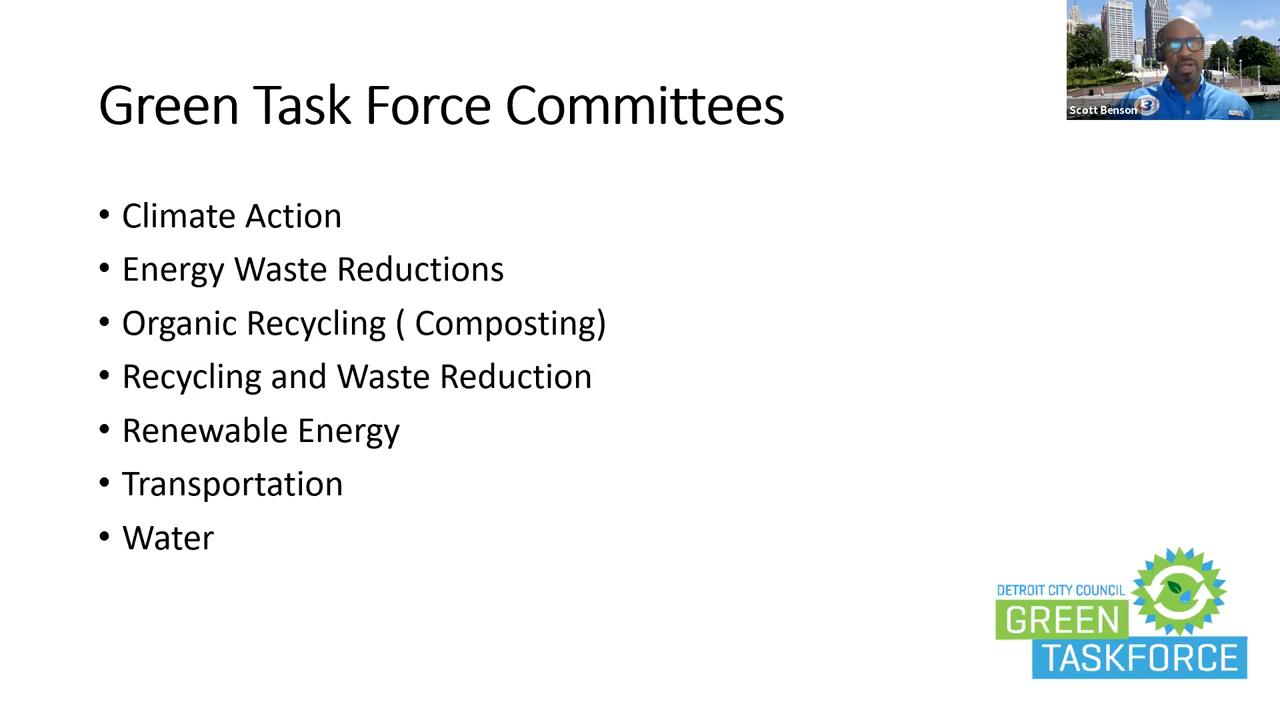 Green Task Force Committees
Scott Benson
3
• Climate Action
• Energy Waste Reductions
• Organic Recycling ( Composting)
• Recycling and Waste Reduction
• Renewable Energy
• Transportation
• Water
DETROIT CITY COUNCIL
GREEN
TASKFORCE